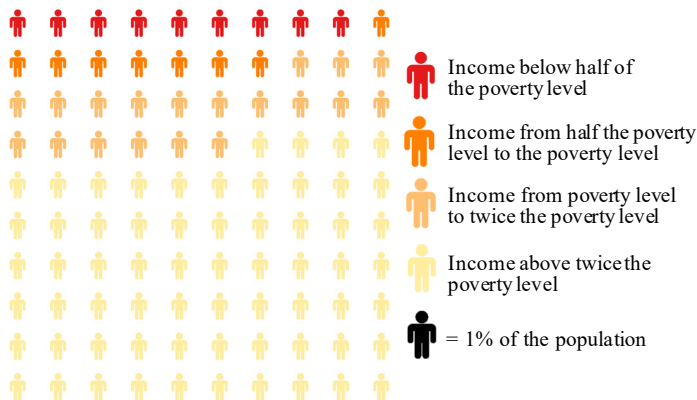 Income below half of
the poverty level
Income from half the poverty
level to the poverty level
Income from poverty level
to twice the poverty level
Income above twice the
poverty level
= 1% of the population